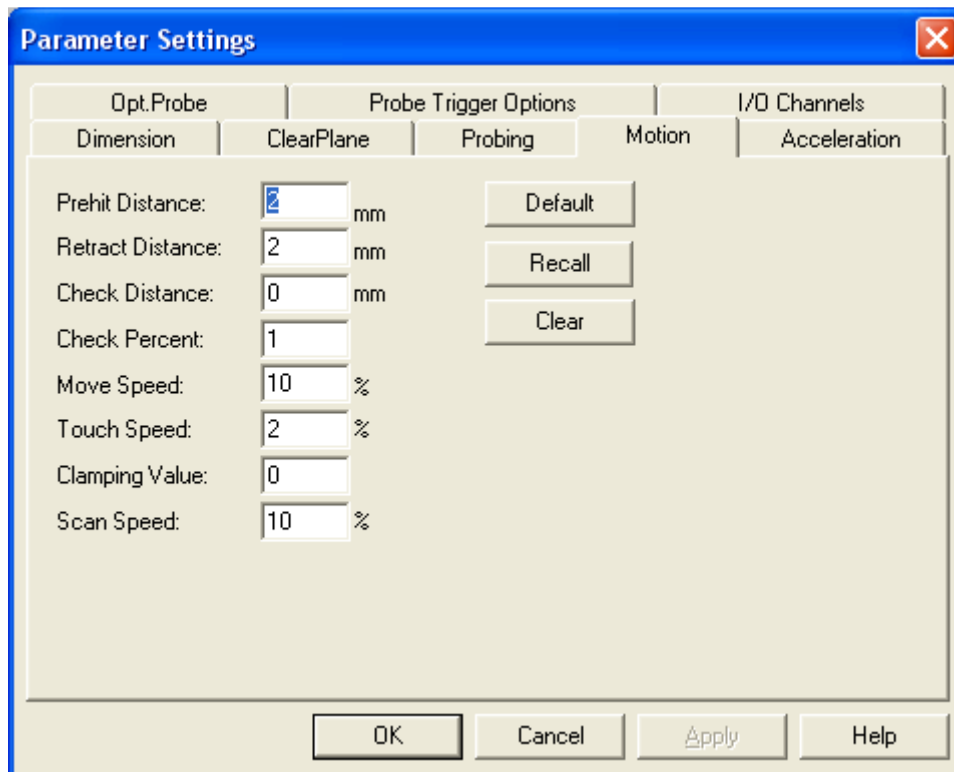 Parameter Settings
Opt.Probe Probe Trigger Options I/O Channels
Dimension ClearPlane Probing Motion Acceleration
Prehit Distance: 2 mm Default
Retract Distance: 2 mm Recall
Check Distance: 0 mm Clear
Check Percent: 1
Move Speed: 10 %
Touch Speed: 2 %
Clamping Value: 0
Scan Speed: 10 %
OK Cancel Apply Help